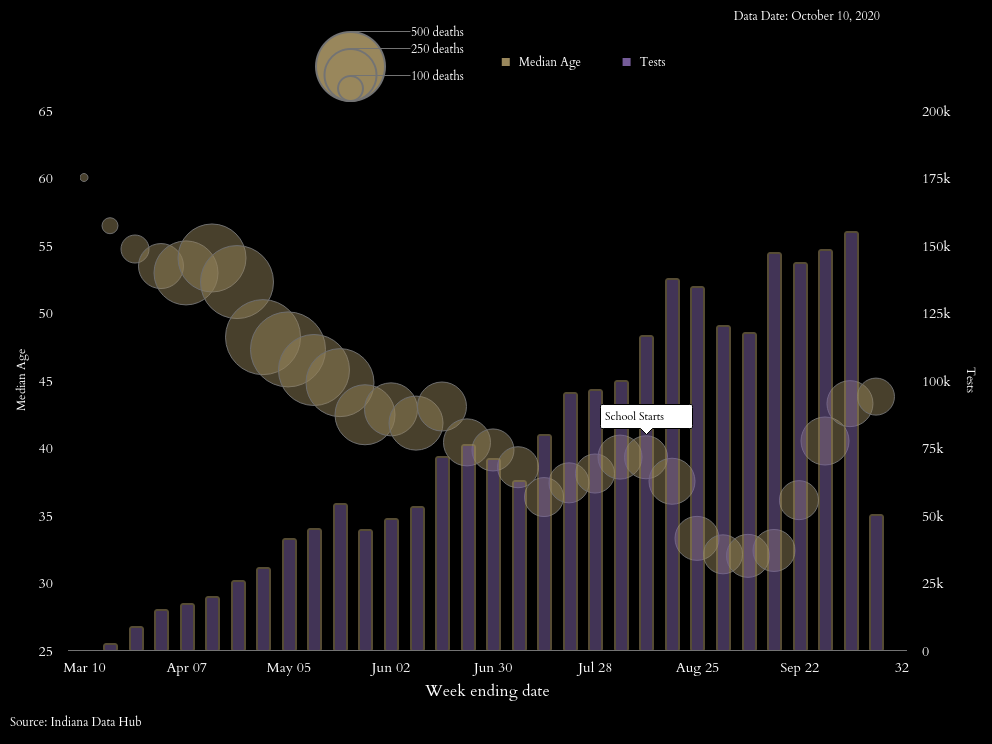 Data Date: October 10, 2020
500 deaths
250 deaths
100 deaths
Median Age
Tests
65
60
55
50
45
40
35
30
25
200k
175k
150k
125k
100k
75k
50k
25k
0
Median Age
Tests
School Starts
Mar 10 Apr 07 May 05 Jun 02 Jun 30 Jul 28 Aug 25 Sep 22 32
Week ending date
Source: Indiana Data Hub